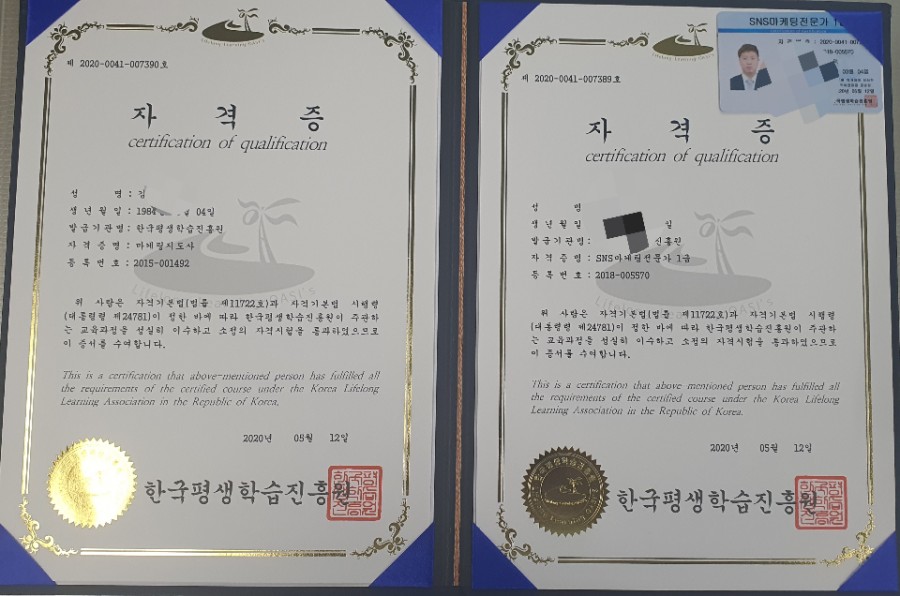 제 2020-0041-007390호
자 격 증
certification of qualification
성 명 : 김
생 년 월 일 : 1984 04일
발급기관명 : 한국평생학습진흥원
자 격 증 명 : 마케팅지도사
등 록 번 호 : 2015-001492
위 사람은 자격기본법(법률 제11722호)과 자격기본법 시행령
(대통령령 제24781)이 정한 바에 따라 한국평생학습진흥원이 주관하
는 교육과정을 성실히 이수하고 소정의 자격시험을 통과하였으므로
이 증서를 수여합니다.
This is a certification that above-mentioned person has fulfilled all
the requirements of the certified course under the Korea Lifelong
Learning Association in the Republic of Korea.
2020년 05월 12일
한국평생학습진흥원
제 2020-0041-007389호
자 격 증
certification of qualification
성 명
생 년 월 일 일
발급기관명 : 진흥원
자 격 증 명 : SNS마케팅전문가 1급
등 록 번 호 : 2018-005570
위 사람은 자격기본법(법률 제11722호)과 자격기본법 시행령
(대통령령 제24781)이 정한 바에 따라 한국평생학습진흥원이 주관하
는 교육과정을 성실히 이수하고 소정의 자격시험을 통과하였으므로
이 증서를 수여합니다.
This is a certification that above mentioned person has fulfilled all
the requirements of the certified course under the Korea Lifelong
Learning Association in the Republic of Korea.
2020년 05월 12일
한국평생학습진흥원
SNS마케팅전문가